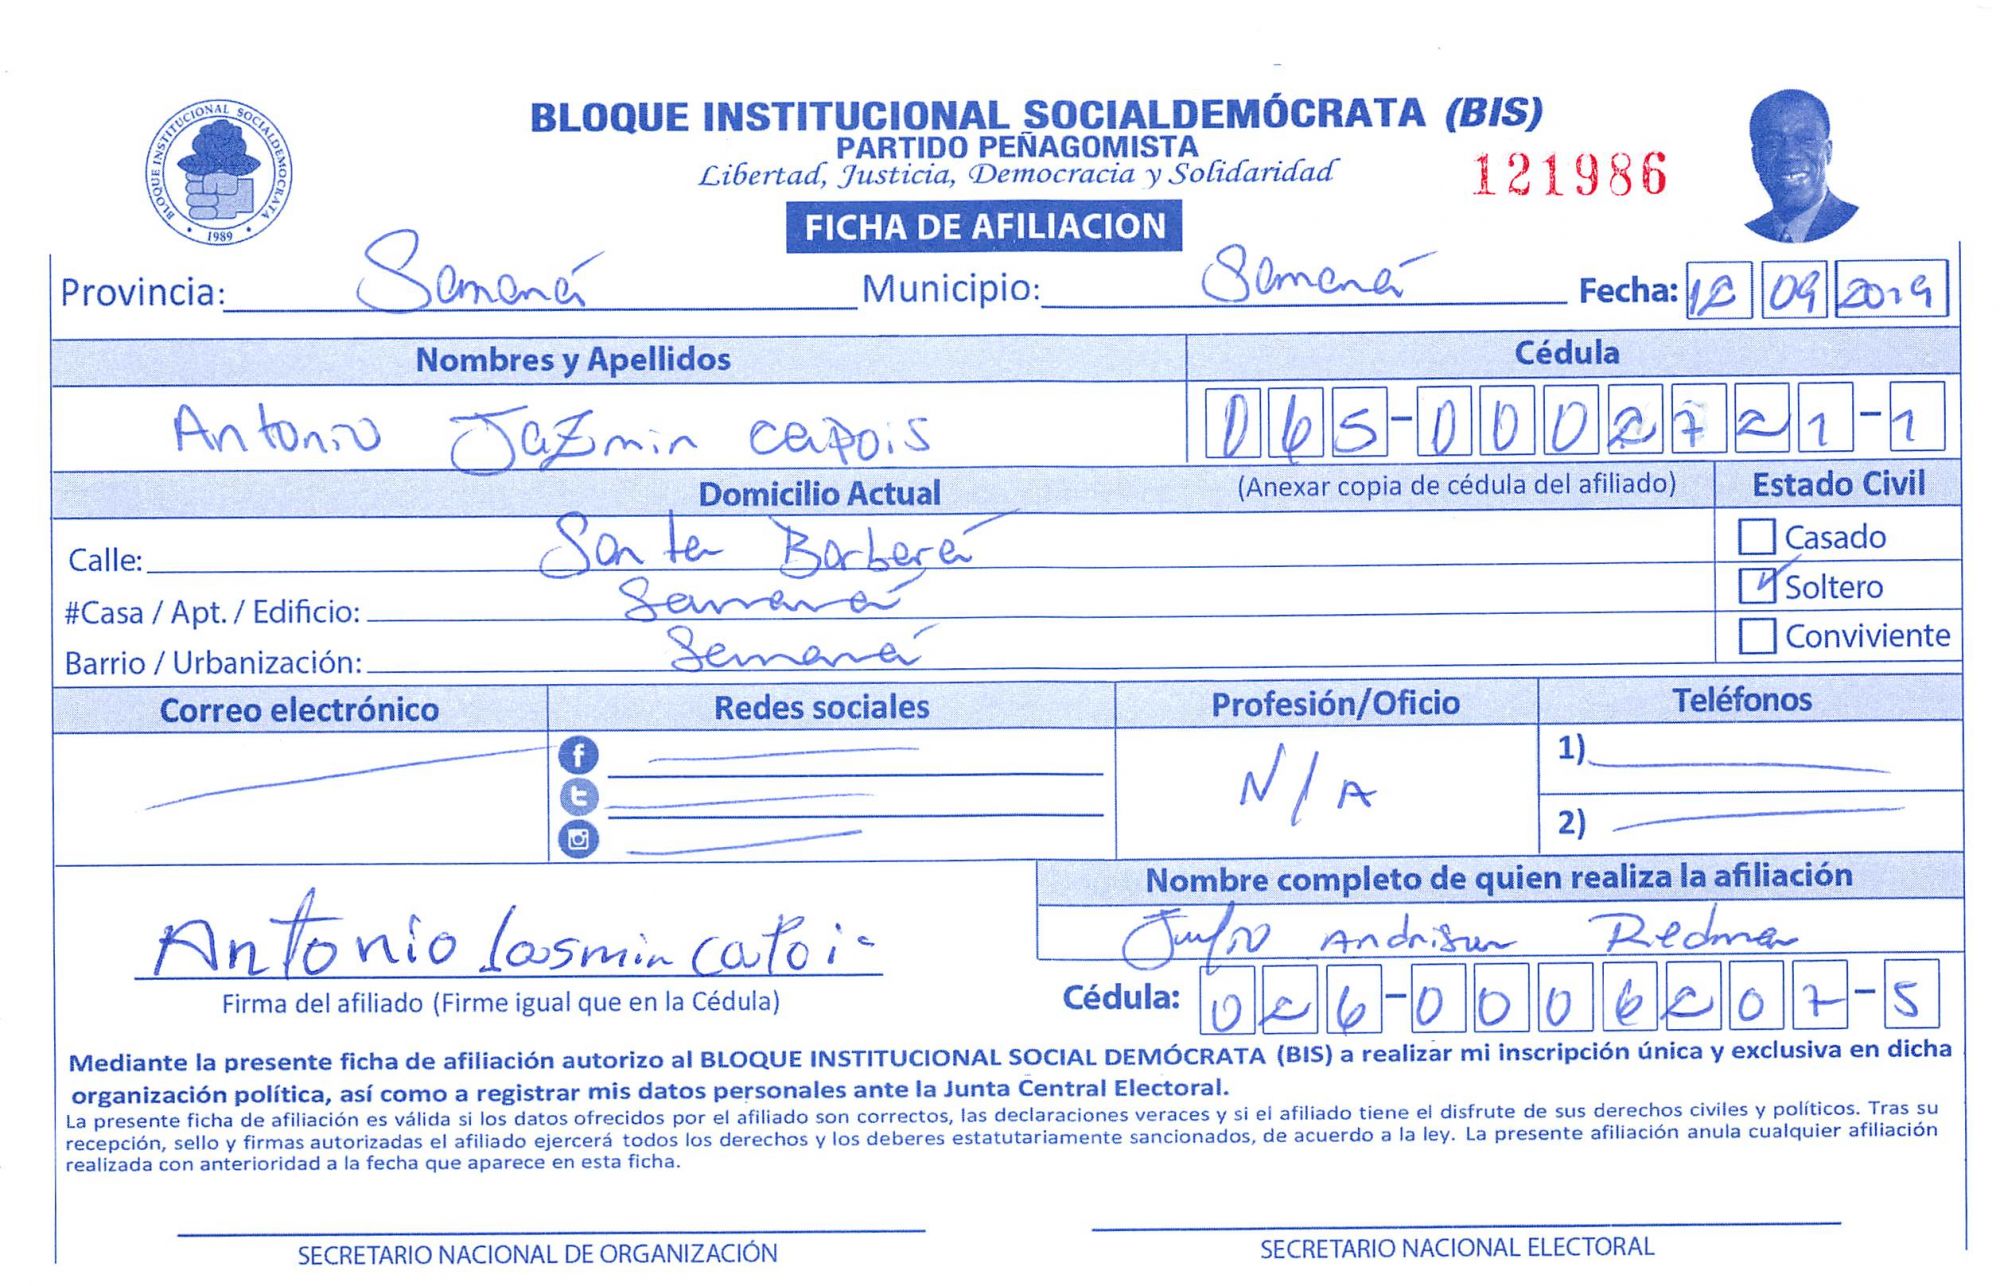 BLOQUE INSTITUCIONAL SOCIALDEMÓCRATA
1989
BLOQUE INSTITUCIONAL SOCIALDEMÓCRATA (BIS)
PARTIDO PEÑAGOMISTA
Libertad, Justicia, Democracia y Solidaridad
121986
FICHA DE AFILIACION
Provincia: Samaná Municipio: Samaná Fecha: 12 09 2019
Nombres y Apellidos Cédula
Antonio Jazmin capois 065-0002721-1
Domicilio Actual (Anexar copia de cédula del afiliado) Estado Civil
Calle: Santa Barbará Casado
#Casa / Apt. / Edificio: Samaná Soltero
Barrio / Urbanización: Samaná Conviviente
Correo electrónico Redes sociales Profesión/Oficio Teléfonos
1)
N/A
2)
Nombre completo de quien realiza la afiliación
Antonio Iasmin Redman
Firma del afiliado (Firme igual que en la Cédula) Cédula: 026-0006207-5
Mediante la presente ficha de afiliación autorizo al BLOQUE INSTITUCIONAL SOCIAL DEMÓCRATA (BIS) a realizar mi inscripción única y exclusiva en dicha
organización política, así como a registrar mis datos personales ante la Junta Central Electoral.
La presente ficha de afiliación es válida si los datos ofrecidos por el afiliado son correctos, las declaraciones veraces y si el afiliado tiene el disfrute de sus derechos civiles y políticos. Tras su
recepción, sello y firmas autorizadas el afiliado ejercerá todos los derechos y los deberes estatutariamente sancionados, de acuerdo a la ley. La presente afiliación anula cualquier afiliación
realizada con anterioridad a la fecha que aparece en esta ficha.
SECRETARIO NACIONAL DE ORGANIZACIÓN SECRETARIO NACIONAL ELECTORAL